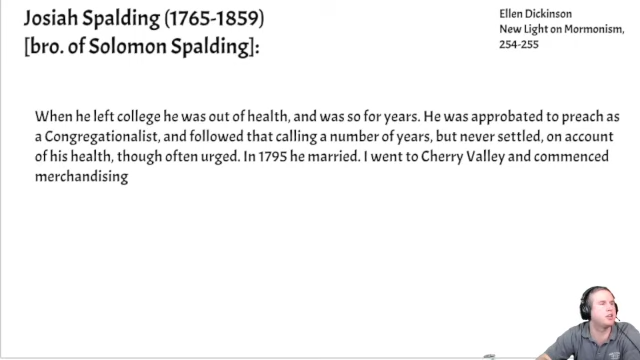 Josiah Spalding (1765-1859)
[bro. of Solomon Spalding]:
Ellen Dickinson
New Light on Mormonism,
254-255
When he left college he was out of health, and was so for years. He was approbated to preach as
a Congregationalist, and followed that calling a number of years, but never settled, on account
of his health, though often urged. In 1795 he married. I went to Cherry Valley and commenced
merchandising